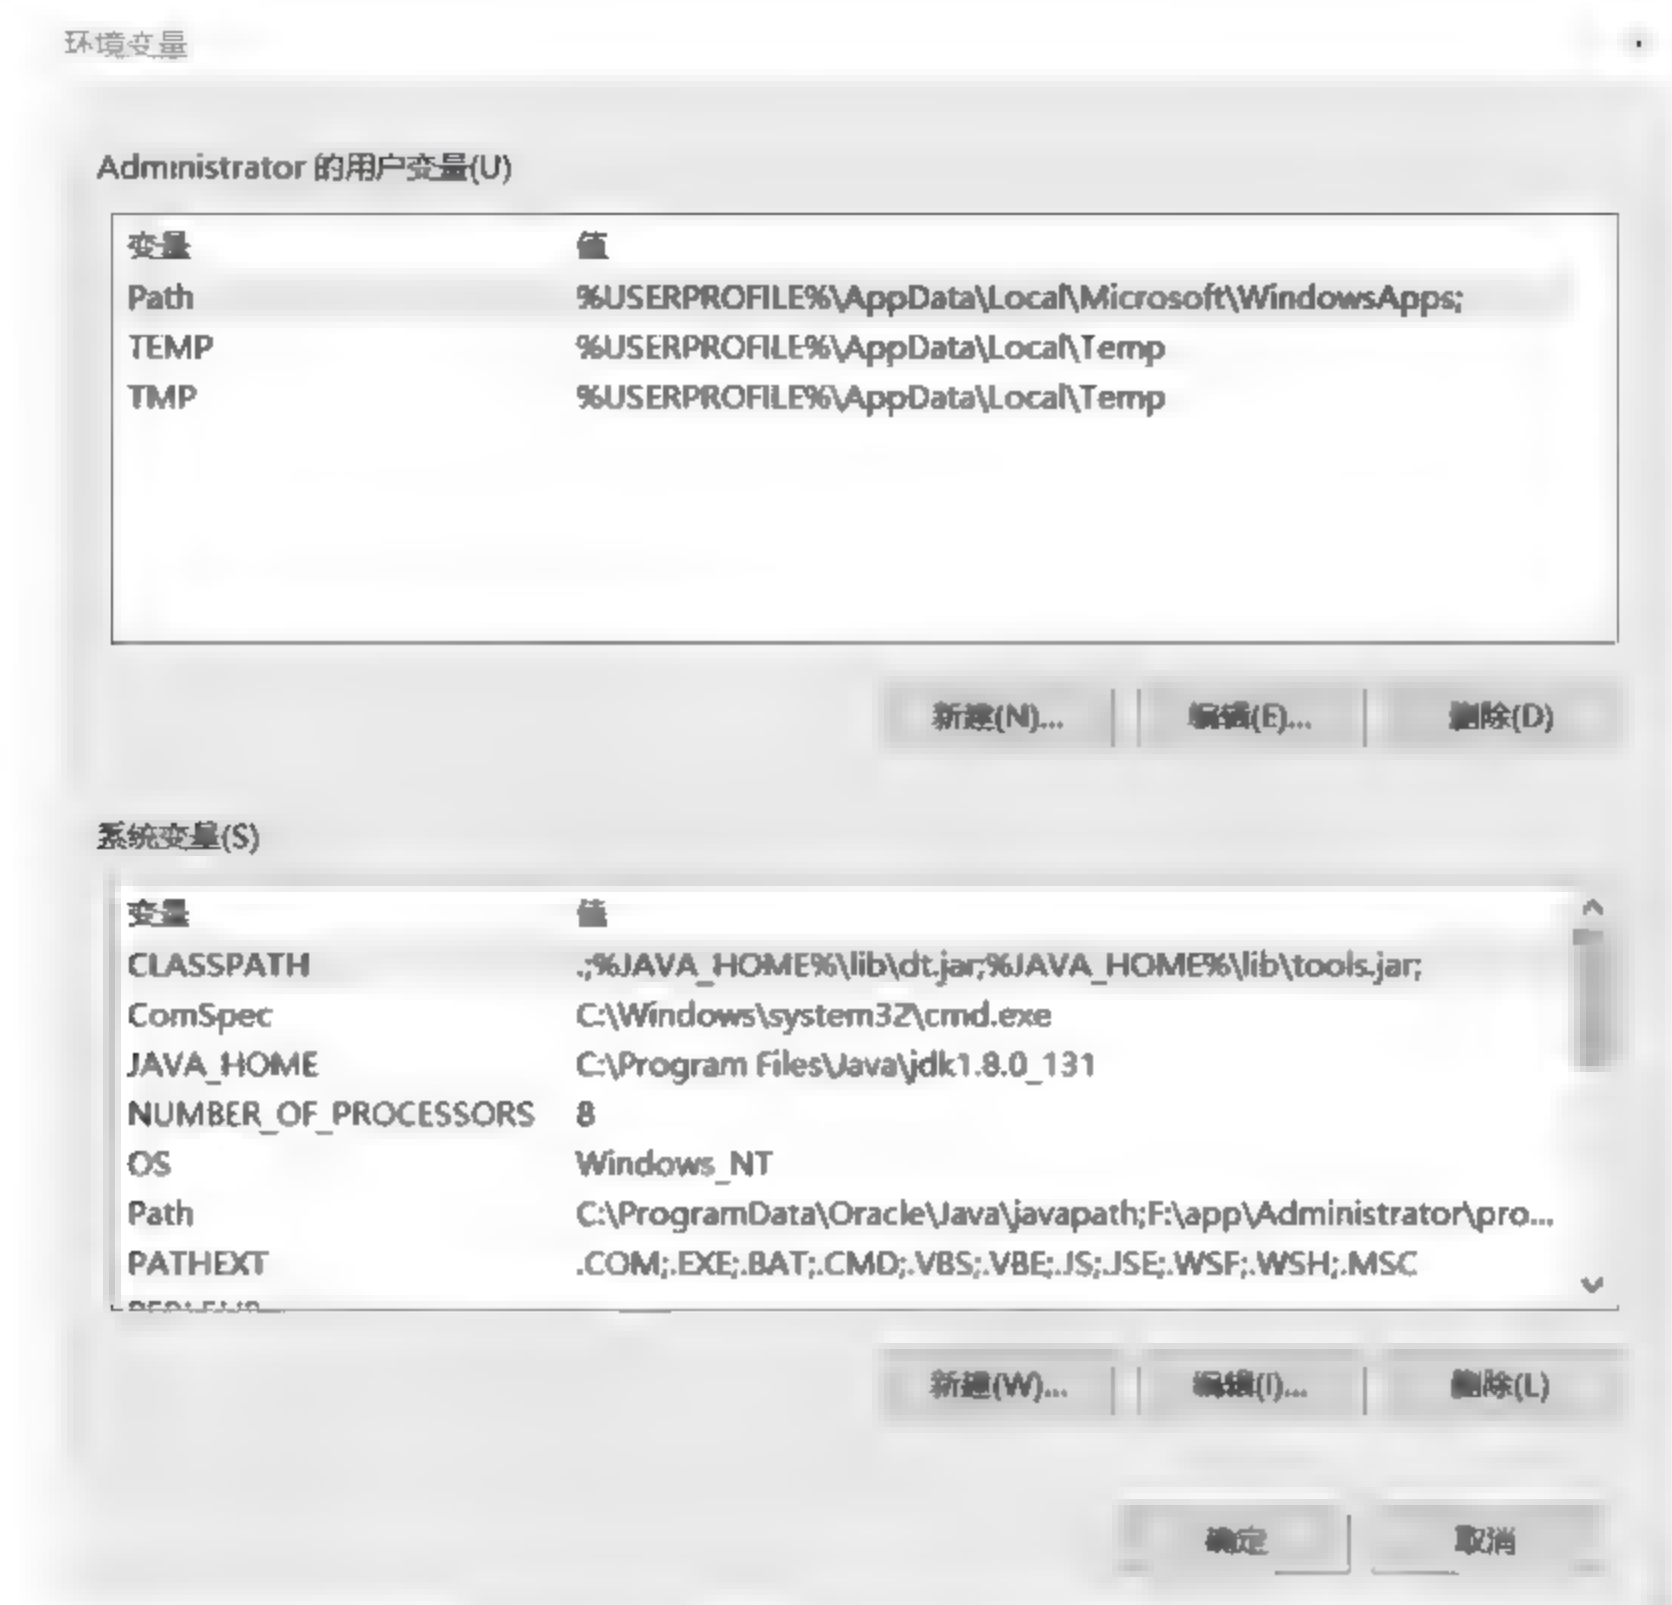 环境变量
Administrator 的用户变量(U)
变量 值
Path %USERPROFILE%\AppData\Local\Microsoft\WindowsApps;
TEMP %USERPROFILE%\AppData\Local\Temp
TMP %USERPROFILE%\AppData\Local\Temp
新建(N)... 编辑(E)... 删除(D)
系统变量(S)
变量 值
CLASSPATH .;%JAVA_HOME%\lib\dt.jar;%JAVA_HOME%\lib\tools.jar;
ComSpec C:\Windows\system32\cmd.exe
JAVA_HOME C:\Program Files\Java\jdk1.8.0_131
NUMBER_OF_PROCESSORS 8
OS Windows_NT
Path C:\ProgramData\Oracle\Java\javapath;F:\app\Administrator\pro...
PATHEXT .COM;.EXE;.BAT;.CMD;.VBS;.VBE;.JS;.JSE;.WSF;.WSH;.MSC
新建(W)... 编辑(I)... 删除(L)
确定 取消